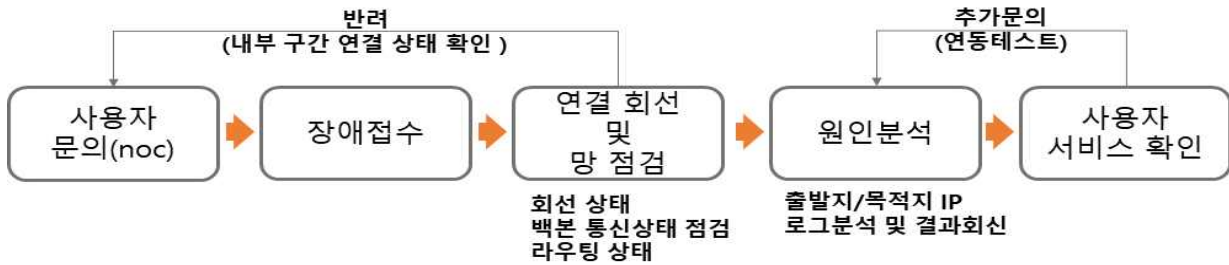 반려
(내부 구간 연결 상태 확인 )
추가문의
(연동테스트)
사용자
문의(noc)
장애접수
연결 회선
및
망 점검
원인분석
사용자
서비스 확인
회선 상태
백본 통신상태 점검
라우팅 상태
출발지/목적지 IP
로그분석 및 결과회신